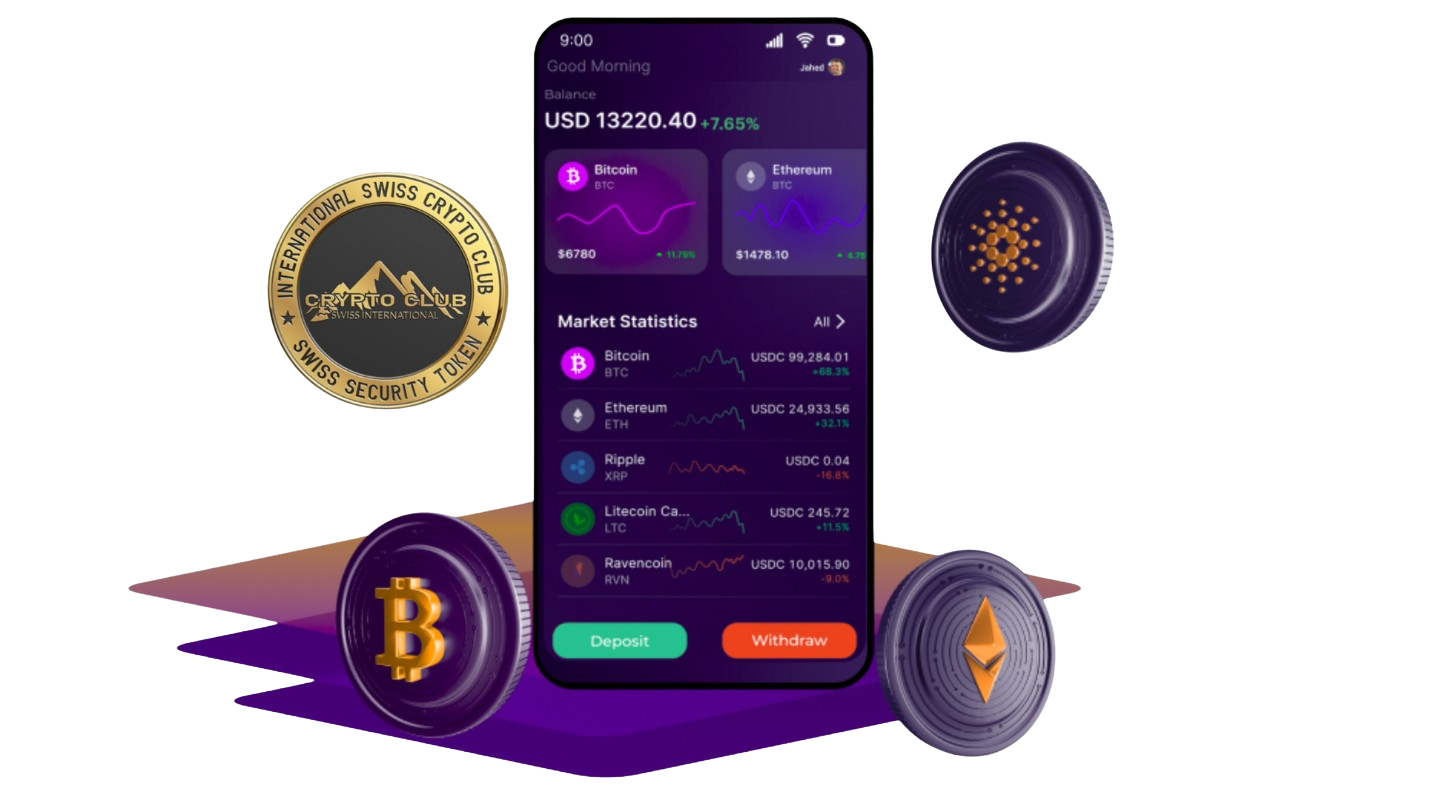 9:00
Good Morning
Jahed
Balance
USD 13220.40 +7.65%
Bitcoin
BTC
$6780
11.75%
Ethereum
BTC
$1478.10
4.75
Market Statistics
All
Bitcoin
BTC
USDC 99,284.01
+68.3%
Ethereum
ETH
USDC 24,933.56
+32.1%
Ripple
XRP
USDC 0.04
-16.8%
Litecoin Ca...
LTC
USDC 245.72
+11.5%
Ravencoin
RVN
USDC 10,015.90
-9.0%
Deposit
Withdraw
INTERNATIONAL SWISS CRYPTO CLUB
CRYPTO CLUB
SWISS INTERNATIONAL
SWISS SECURITY TOKEN